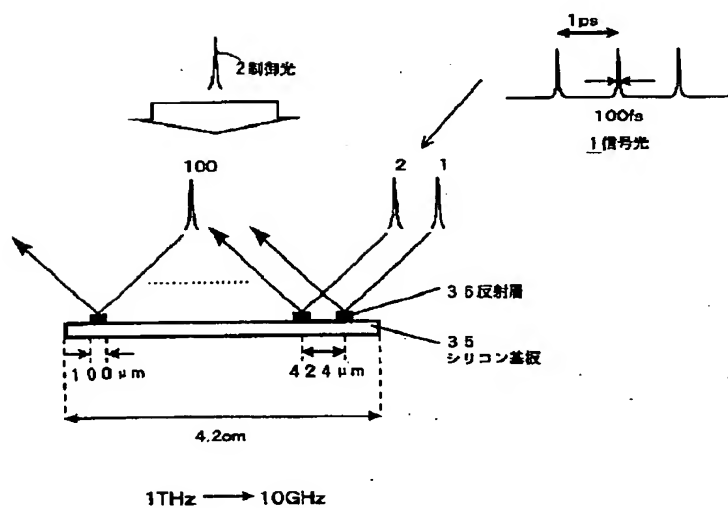 1ps
2制御光
100fs
1信号光
100 2 1
36反射層
35
シリコン基板
100μm 424μm
4.2cm
1THz → 10GHz